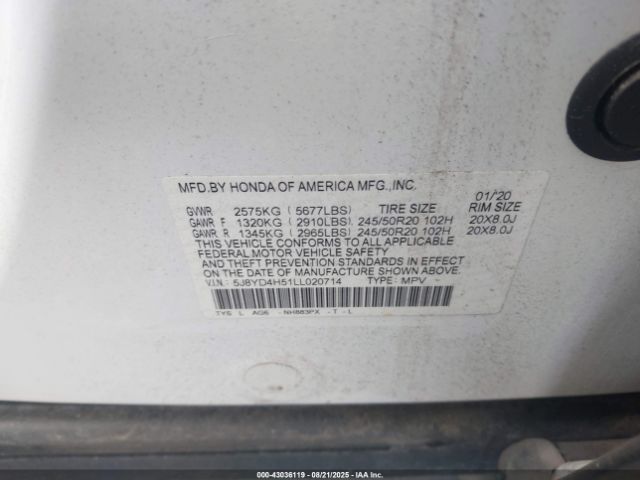 MFD.BY HONDA OF AMERICA MFG.,INC.
01/20
GVWR 2575KG ( 5677LBS) TIRE SIZE RIM SIZE
GAWR F 1320KG ( 2910LBS) 245/50R20 102H 20X8.0J
GAWR R 1345KG ( 2965LBS) 245/50R20 102H 20X8.0J
THIS VEHICLE CONFORMS TO ALL APPLICABLE
FEDERAL MOTOR VEHICLE SAFETY, BUMPER,
AND THEFT PREVENTION STANDARDS IN EFFECT
ON THE DATE OF MANUFACTURE SHOWN ABOVE.
V.I.N.: 5J8YD4H51LL020714 TYPE: MPV
TYS L AG6 - NH883PX - T - L
000-43036119 - 08/21/2025 - IAA Inc.